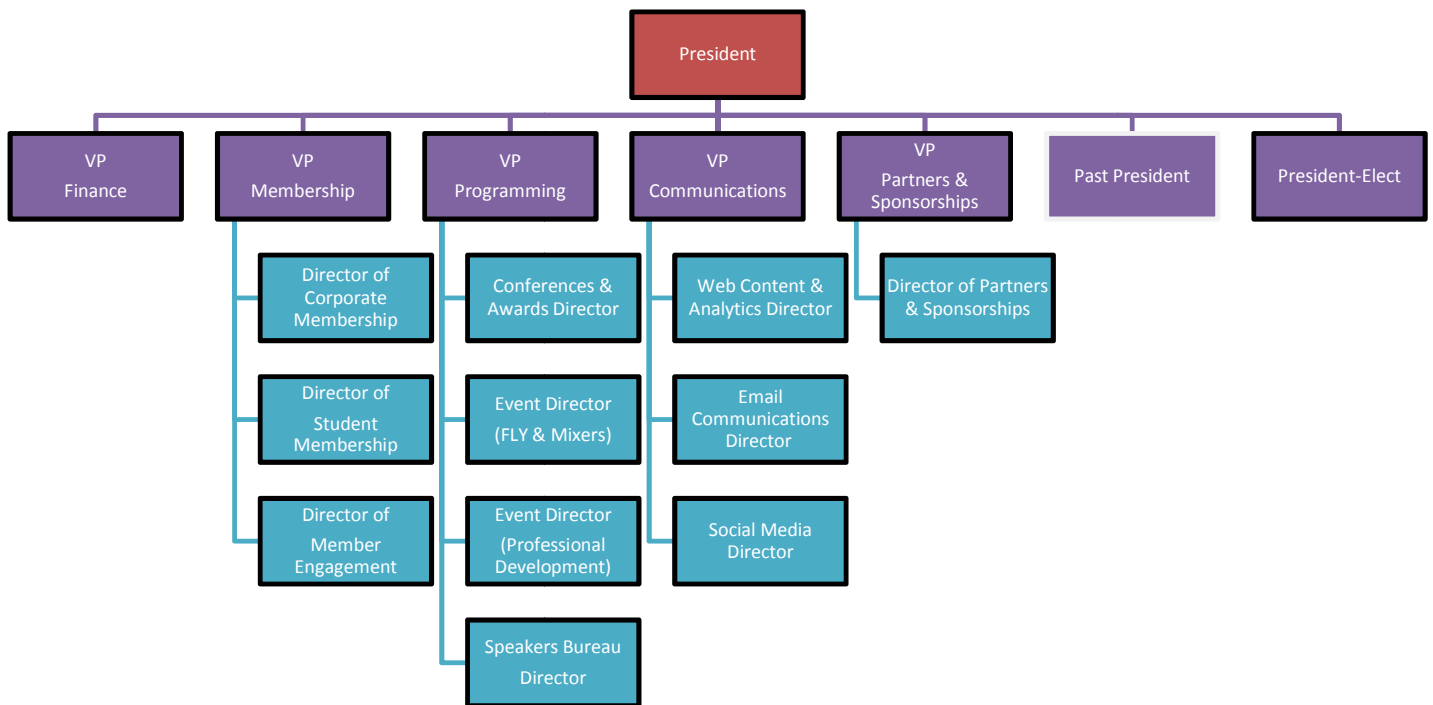 President
VP
Finance
VP
Membership
VP
Programming
VP
Communications
VP
Partners &
Sponsorships
Past President
President-Elect
Director of
Corporate
Membership
Director of
Student
Membership
Director of
Member
Engagement
Conferences &
Awards Director
Event Director
(FLY & Mixers)
Event Director
(Professional
Development)
Speakers Bureau
Director
Web Content &
Analytics Director
Email
Communications
Director
Social Media
Director
Director of Partners
& Sponsorships